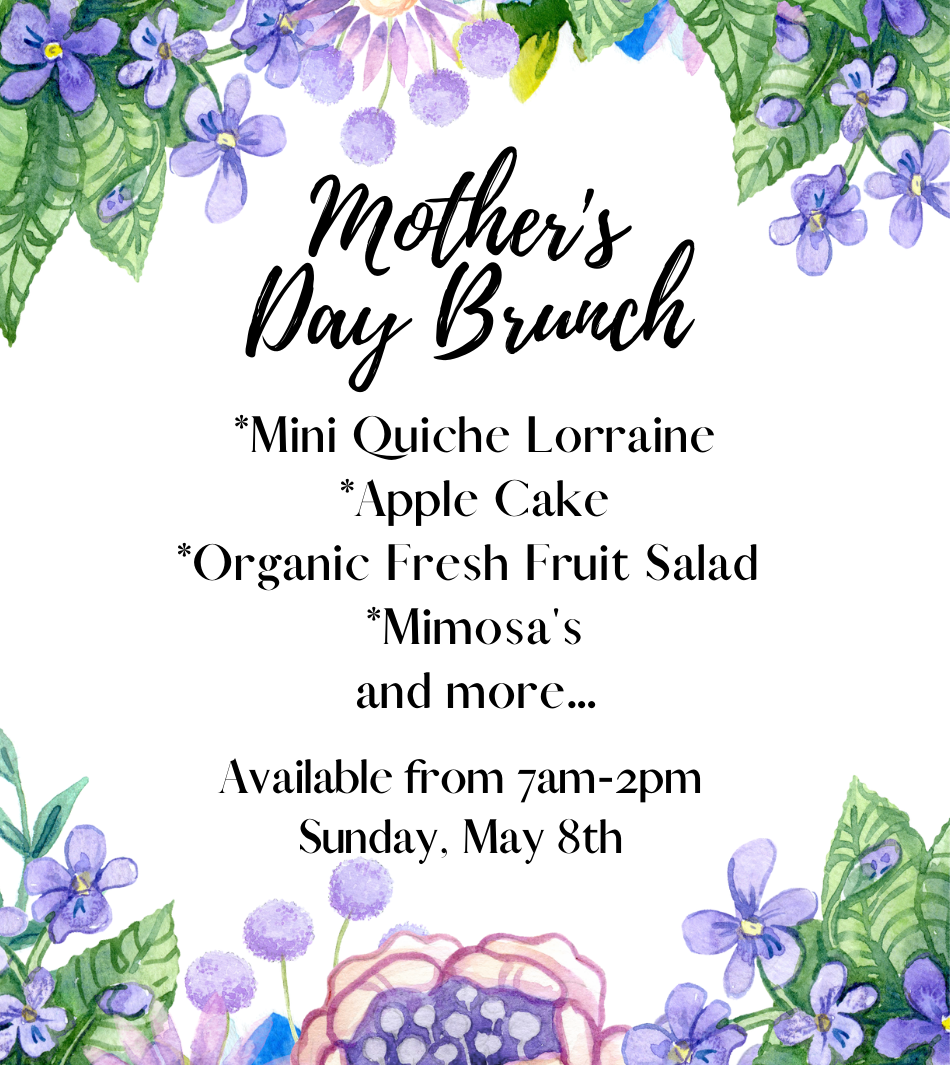 Mother's
Day Brunch
*Mini Quiche Lorraine
*Apple Cake
*Organic Fresh Fruit Salad
*Mimosa's
and more...
Available from 7am-2pm
Sunday, May 8th